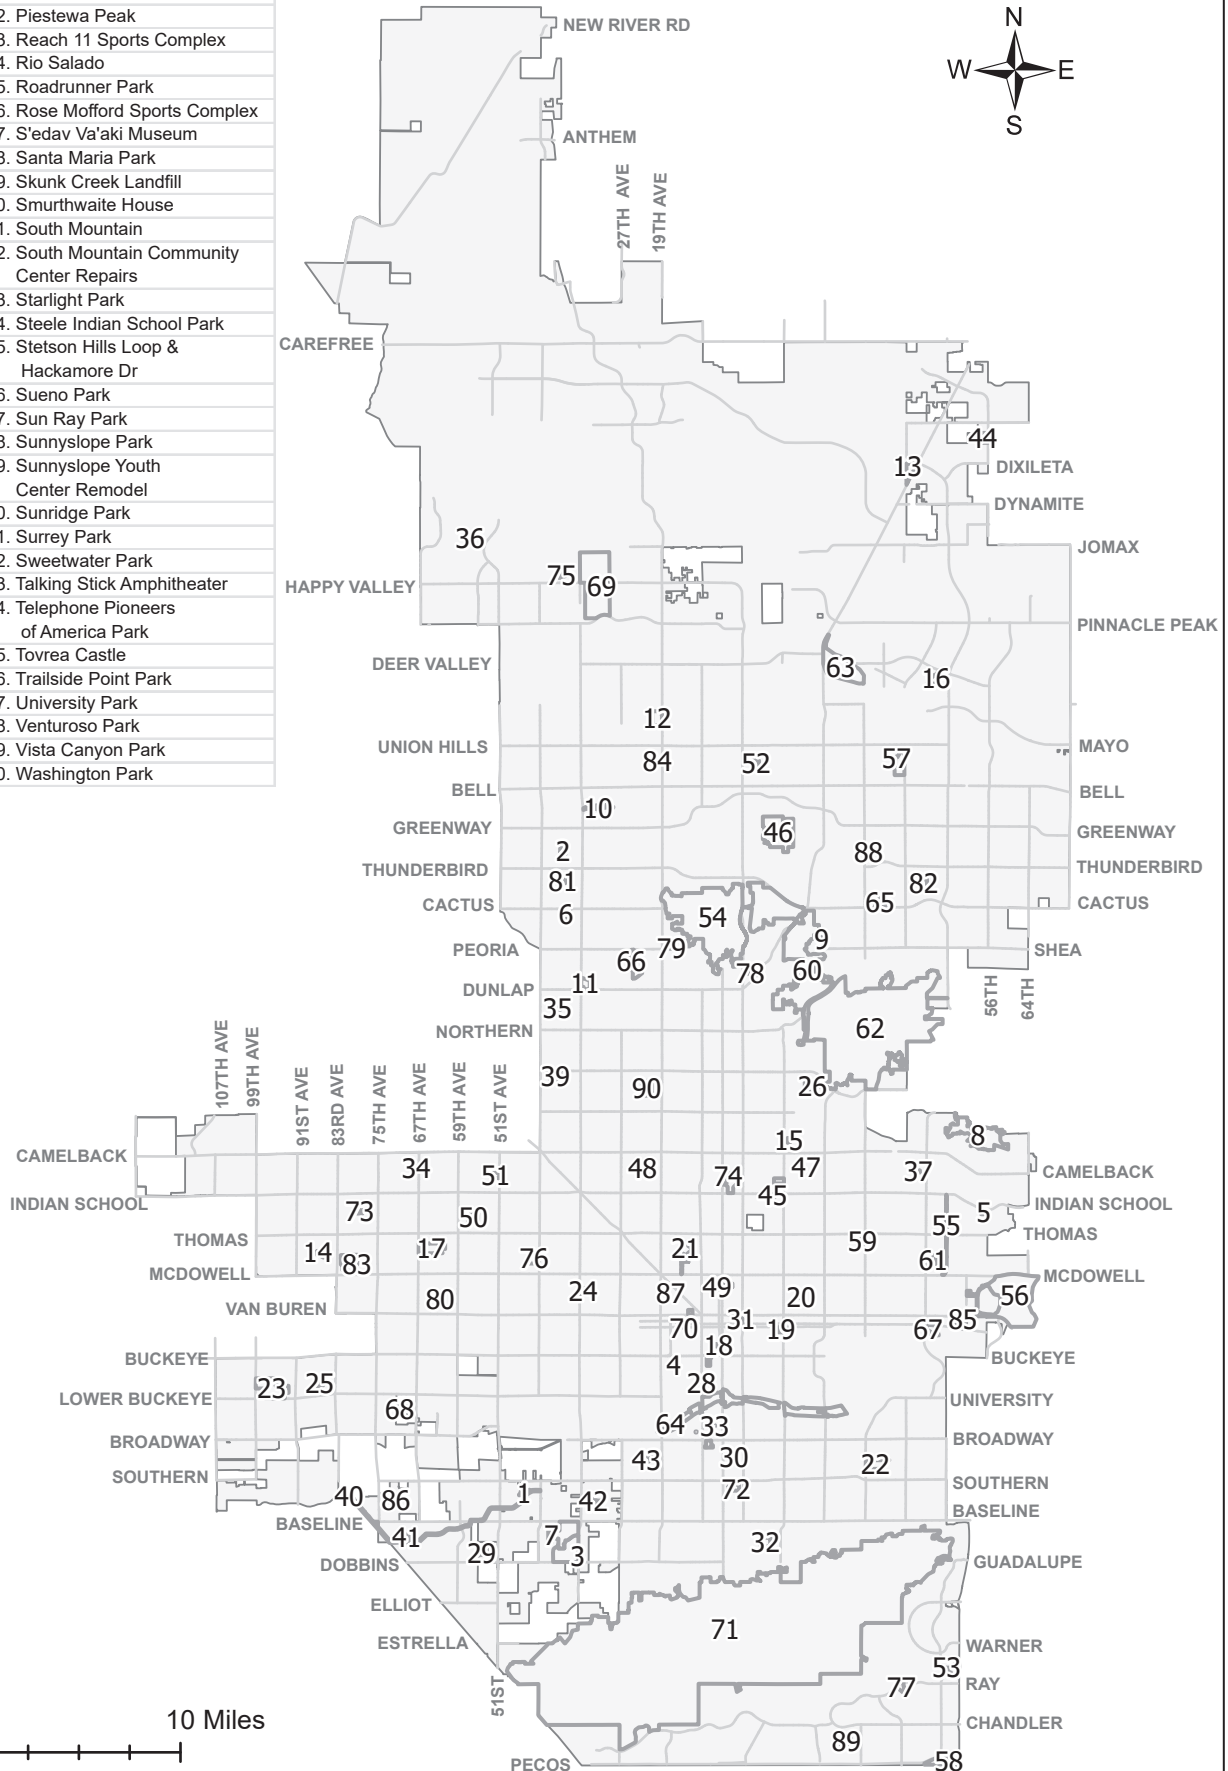 2. Piestewa Peak
3. Reach 11 Sports Complex
4. Rio Salado
5. Roadrunner Park
6. Rose Mofford Sports Complex
7. S'edav Va'aki Museum
8. Santa Maria Park
9. Skunk Creek Landfill
0. Smurthwaite House
1. South Mountain
2. South Mountain Community
Center Repairs
3. Starlight Park
4. Steele Indian School Park
5. Stetson Hills Loop &
Hackamore Dr
6. Sueno Park
7. Sun Ray Park
8. Sunnyslope Park
9. Sunnyslope Youth
Center Remodel
0. Sunridge Park
1. Surrey Park
2. Sweetwater Park
3. Talking Stick Amphitheater
4. Telephone Pioneers
of America Park
5. Tovrea Castle
6. Trailside Point Park
7. University Park
8. Venturoso Park
9. Vista Canyon Park
0. Washington Park
N
W E
S
NEW RIVER RD
ANTHEM
27TH AVE
19TH AVE
CAREFREE
44
13
DIXILETA
DYNAMITE
36
JOMAX
75
69
HAPPY VALLEY
PINNACLE PEAK
DEER VALLEY
63
16
12
UNION HILLS
MAYO
84
52
57
BELL
BELL
10
GREENWAY
46
GREENWAY
2
88
THUNDERBIRD
THUNDERBIRD
81
82
CACTUS
65
CACTUS
6
54
9
PEORIA
79
SHEA
66
78
60
11
DUNLAP
56TH
64TH
35
62
NORTHERN
39
90
26
107TH AVE
99TH AVE
91ST AVE
83RD AVE
75TH AVE
67TH AVE
59TH AVE
51ST AVE
8
15
CAMELBACK
34
51
48
74
47
37
CAMELBACK
45
INDIAN SCHOOL
INDIAN SCHOOL
73
50
5
55
THOMAS
THOMAS
14
83
17
76
21
59
61
MCDOWELL
MCDOWELL
80
24
87
49
20
56
VAN BUREN
70
31
19
67
85
18
BUCKEYE
4
BUCKEYE
23
25
28
LOWER BUCKEYE
UNIVERSITY
68
64
33
BROADWAY
BROADWAY
43
30
22
SOUTHERN
SOUTHERN
40
86
1
42
72
BASELINE
BASELINE
41
7
32
29
3
DOBBINS
GUADALUPE
ELLIOT
71
ESTRELLA
WARNER
53
51ST
77
RAY
10 Miles
CHANDLER
89
PECOS
58